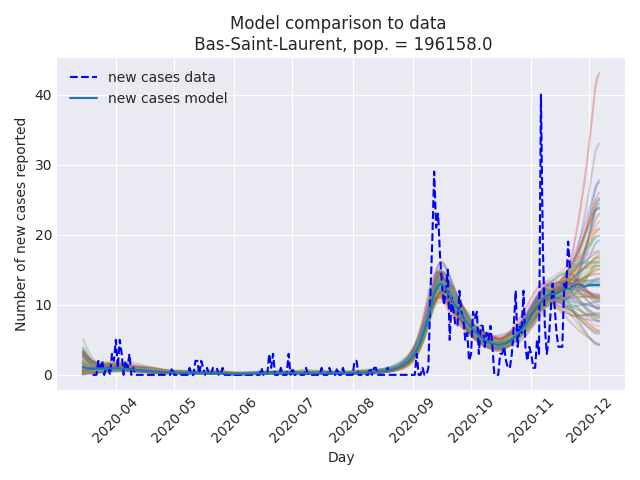 Model comparison to data
Bas-Saint-Laurent, pop. = 196158.0
new cases data
new cases model
Number of new cases reported
40
30
20
10
0
2020-04
2020-05
2020-06
2020-07
2020-08
2020-09
2020-10
2020-11
2020-12
Day